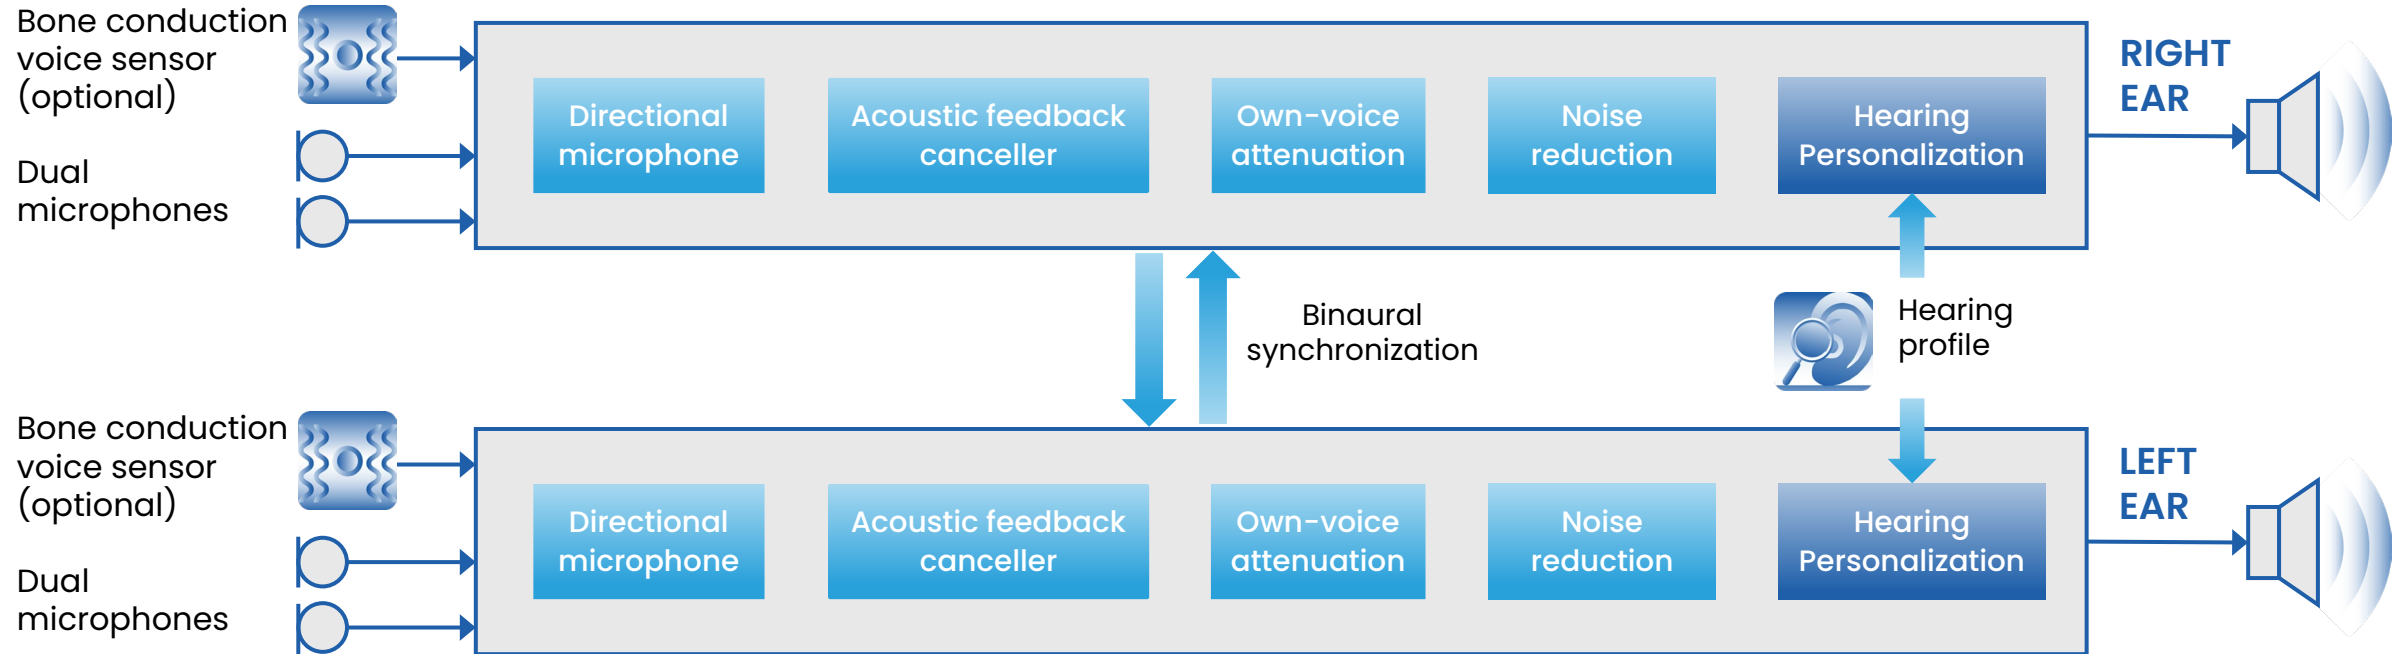 Bone conduction
voice sensor
(optional)
Dual
microphones
Directional
microphone
Acoustic feedback
canceller
Own-voice
attenuation
Noise
reduction
Hearing
Personalization
RIGHT
EAR
Binaural
synchronization
Hearing
profile
Bone conduction
voice sensor
(optional)
Dual
microphones
Directional
microphone
Acoustic feedback
canceller
Own-voice
attenuation
Noise
reduction
Hearing
Personalization
LEFT
EAR